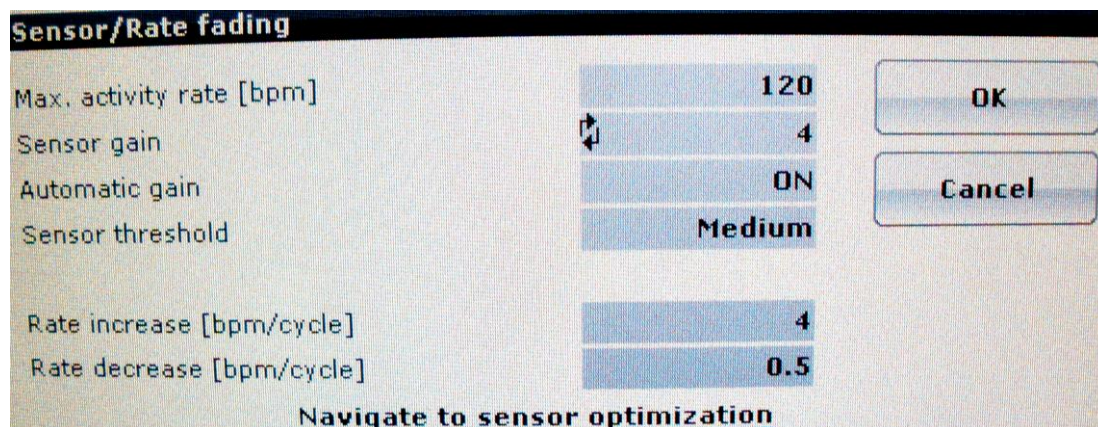 Sensor/Rate fading
Max. activity rate [bpm] 120
OK
Sensor gain 4
Automatic gain ON
Cancel
Sensor threshold Medium
Rate increase [bpm/cycle] 4
Rate decrease [bpm/cycle] 0.5
Navigate to sensor optimization